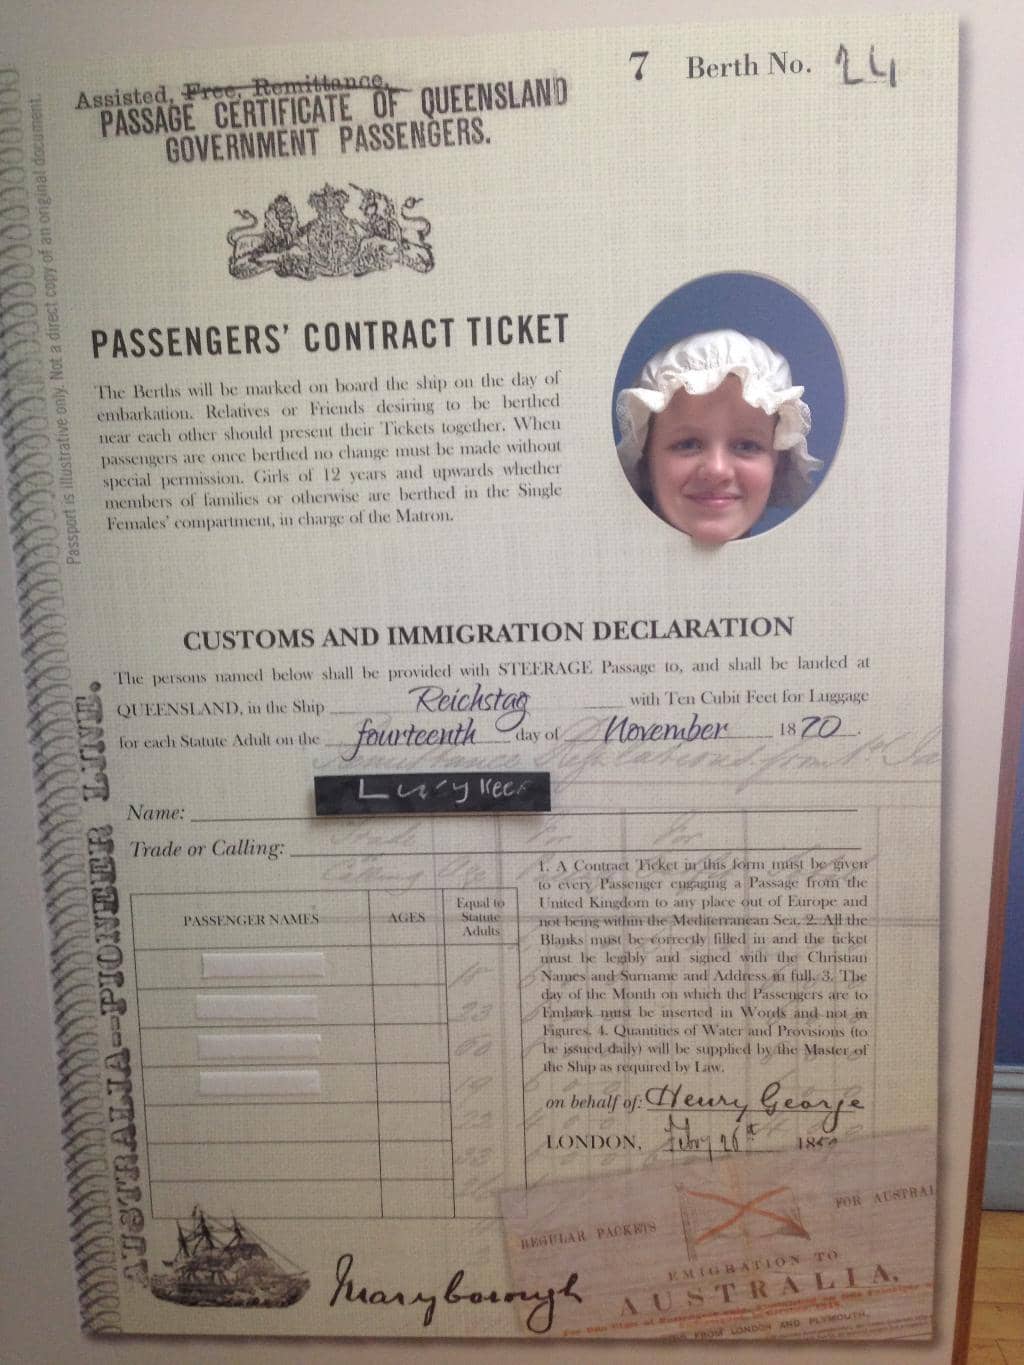 7 Berth No. 24
Assisted, Free, Remittance,
PASSAGE CERTIFICATE OF QUEENSLAND
GOVERNMENT PASSENGERS.
Passport is illustrative only. Not a direct copy of an original document.
PASSENGERS' CONTRACT TICKET
The Berths will be marked on board the ship on the day of
embarkation. Relatives or Friends desiring to be berthed
near each other should present their Tickets together. When
passengers are once berthed no change must be made without
special permission. Girls of 12 years and upwards whether
members of families or otherwise are berthed in the Single
Females' compartment, in charge of the Matron.
CUSTOMS AND IMMIGRATION DECLARATION
The persons named below shall be provided with STEERAGE Passage to, and shall be landed at
QUEENSLAND, in the Ship Reichstag with Ten Cubit Feet for Luggage
for each Statute Adult on the fourteenth day of November 1870.
Lucy
Name:
Trade or Calling:
PASSENGER NAMES AGES Equal to
Statute
Adults
1. A Contract Ticket in this form must be given
to every Passenger engaging a Passage from the
United Kingdom to any place out of Europe and
not being within the Mediterranean Sea. 2. All the
Blanks must be correctly filled in and the ticket
must be legibly and signed with the Christian
Names and Surname and Address in full. 3. The
day of the Month on which the Passengers are to
Embark must be inserted in Words and not in
Figures. 4. Quantities of Water and Provisions (to
be issued daily) will be supplied by the Master of
the Ship as required by Law.
on behalf of: Henry George
LONDON, Feby 26th 18
AUSTRALIA--PIONEER LINE.
Maryborough
REGULAR PACKETS FOR AUSTRAL
EMIGRATION TO
AUSTRALIA,
FROM LONDON AND PLYMOUTH.